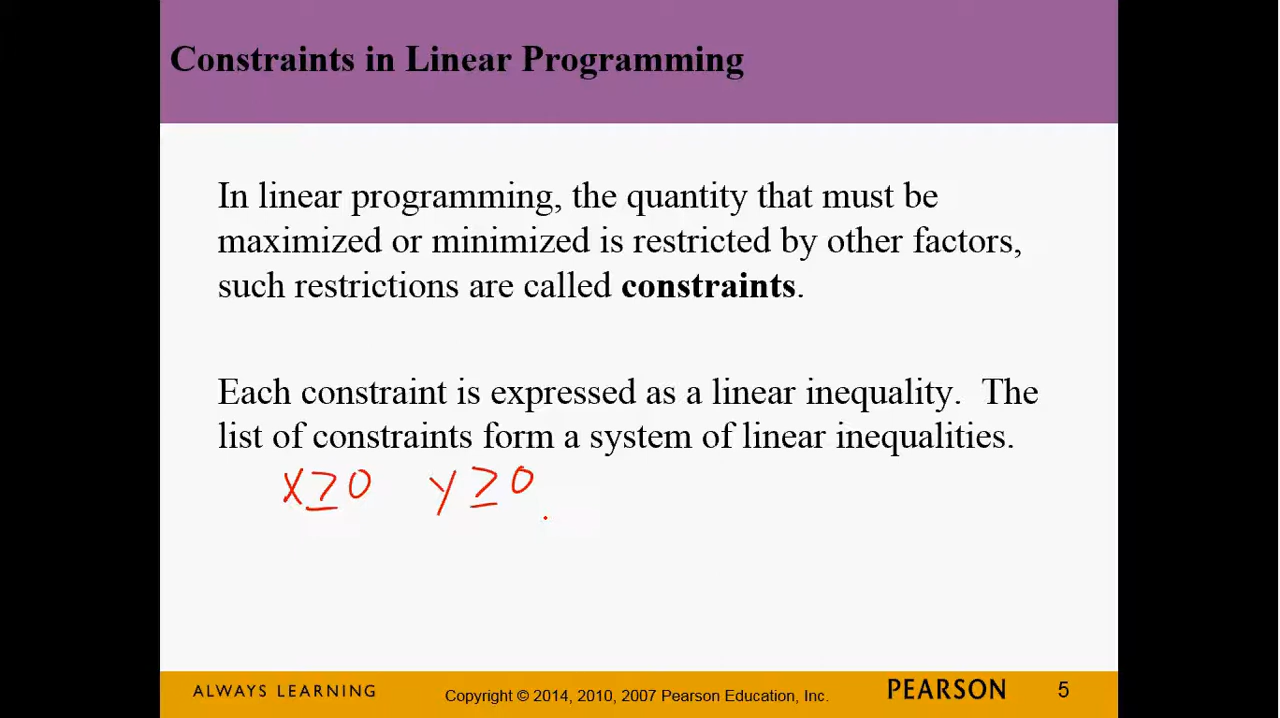 Constraints in Linear Programming
In linear programming, the quantity that must be
maximized or minimized is restricted by other factors,
such restrictions are called constraints.
Each constraint is expressed as a linear inequality. The
list of constraints form a system of linear inequalities.
x ≥ 0 y ≥ 0
ALWAYS LEARNING Copyright © 2014, 2010, 2007 Pearson Education, Inc. PEARSON 5